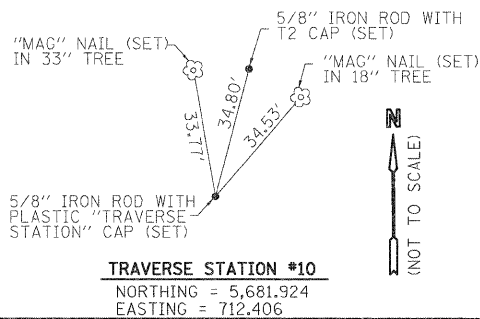 5/8" IRON ROD WITH
T2 CAP (SET)
"MAG" NAIL (SET)
IN 33" TREE
"MAG" NAIL (SET)
IN 18" TREE
33.77'
34.80'
34.53'
N
(NOT TO SCALE)
5/8" IRON ROD WITH
PLASTIC "TRAVERSE
STATION" CAP (SET)
TRAVERSE STATION #10
NORTHING = 5,681.924
EASTING = 712.406